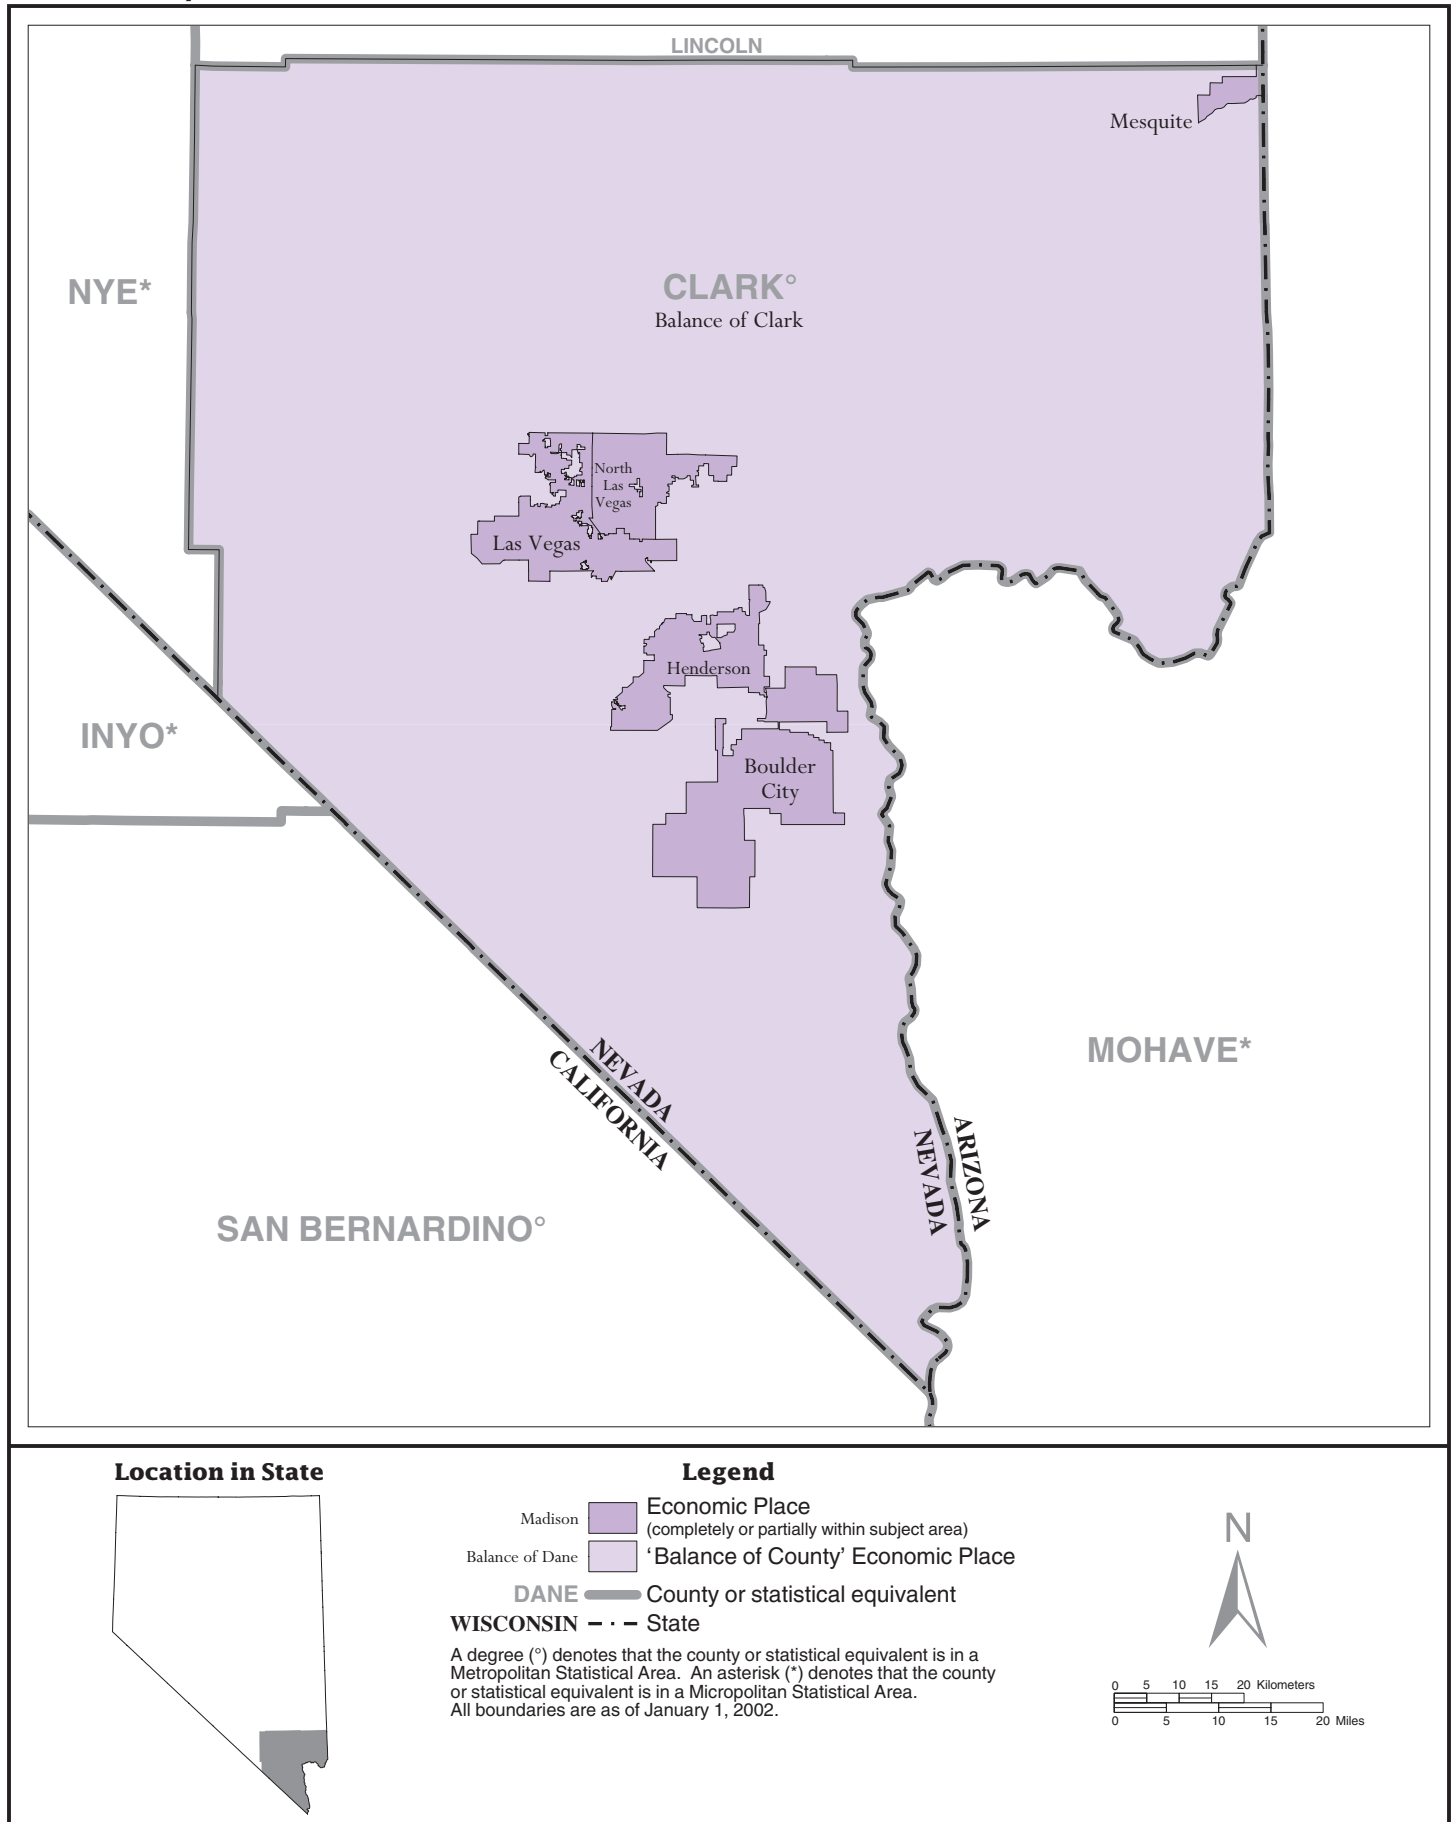 LINCOLN
Mesquite
NYE*
CLARK°
Balance of Clark
North
Las
Vegas
Las Vegas
Henderson
INYO*
Boulder
City
NEVADA
CALIFORNIA
MOHAVE*
ARIZONA
NEVADA
SAN BERNARDINO°
Location in State
Legend
Madison
Economic Place
(completely or partially within subject area)
Balance of Dane
‘Balance of County’ Economic Place
DANE
County or statistical equivalent
WISCONSIN
State
A degree (°) denotes that the county or statistical equivalent is in a
Metropolitan Statistical Area. An asterisk (*) denotes that the county
or statistical equivalent is in a Micropolitan Statistical Area.
All boundaries are as of January 1, 2002.
N
0 5 10 15 20 Kilometers
0 5 10 15 20 Miles